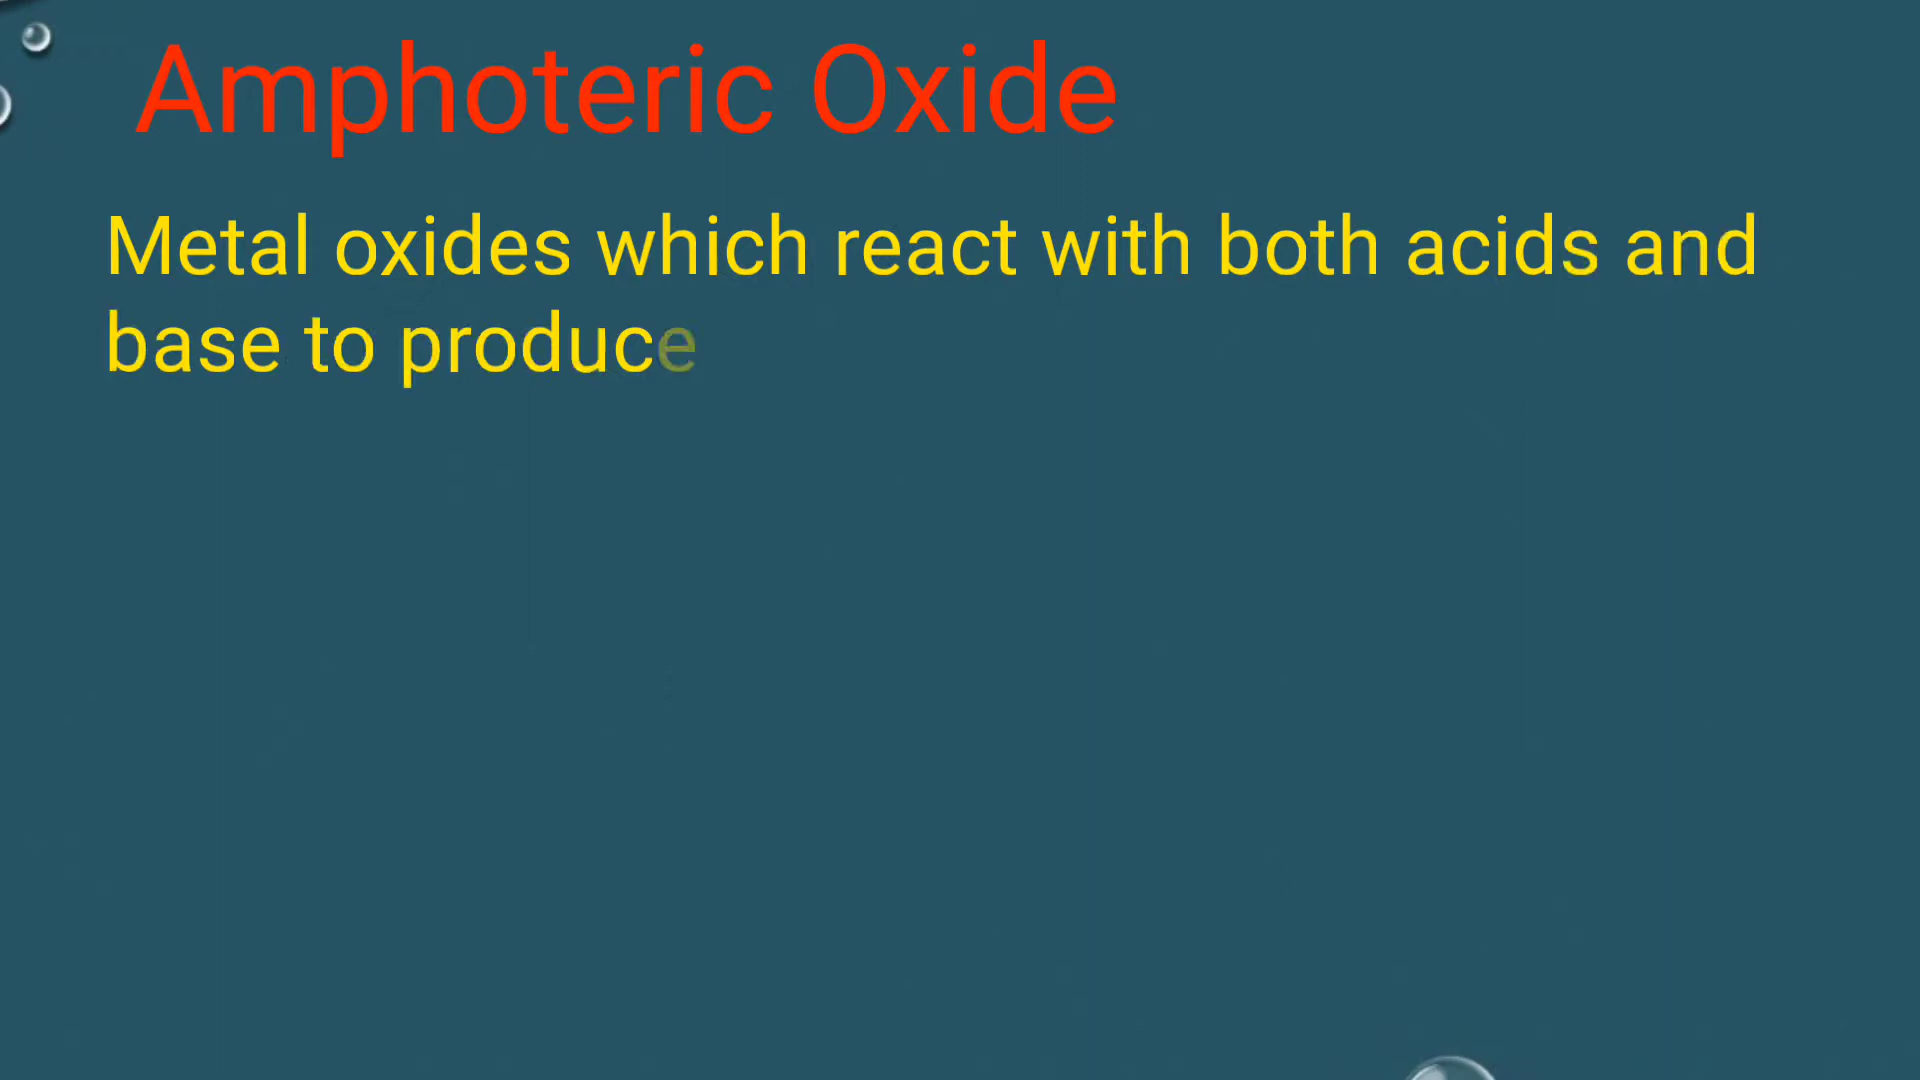 Amphoteric Oxide
Metal oxides which react with both acids and
base to produce